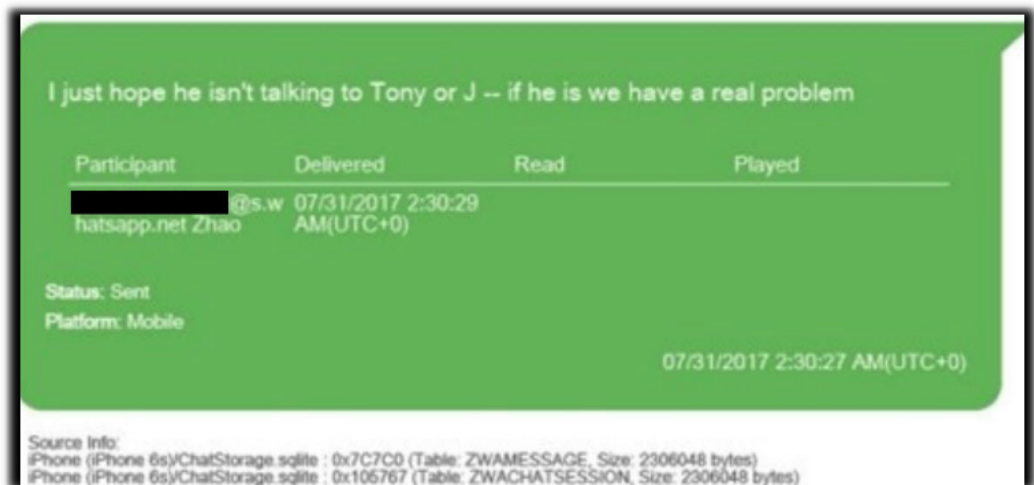 I just hope he isn't talking to Tony or J -- if he is we have a real problem
Participant Delivered Read Played
@s.w 07/31/2017 2:30:29
hatsapp.net Zhao AM(UTC+0)
Status: Sent
Platform: Mobile
07/31/2017 2:30:27 AM(UTC+0)
Source Info:
iPhone (iPhone 6s)/ChatStorage.sqlite : 0x7C7C0 (Table: ZWAMESSAGE, Size: 2306048 bytes)
iPhone (iPhone 6s)/ChatStorage.sqlite : 0x105767 (Table: ZWACHATSESSION, Size: 2306048 bytes)